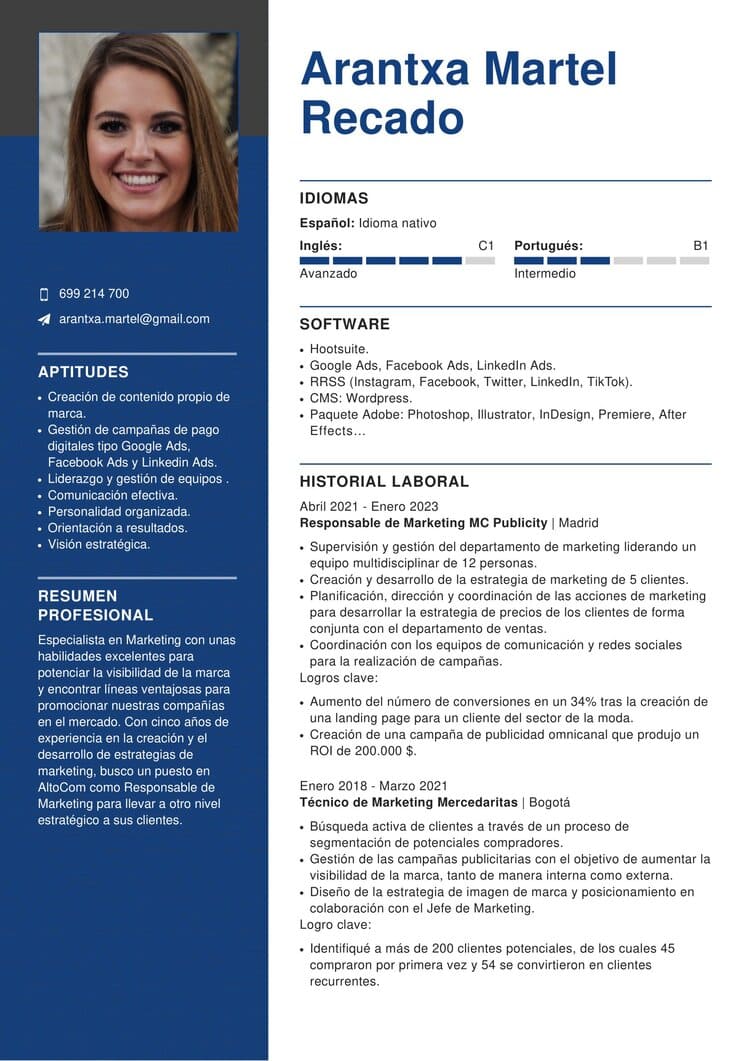 Arantxa Martel
Recado
699 214 700
arantxa.martel@gmail.com
APTITUDES
• Creación de contenido propio de
marca.
• Gestión de campañas de pago
digitales tipo Google Ads,
Facebook Ads y Linkedin Ads.
• Liderazgo y gestión de equipos .
• Comunicación efectiva.
• Personalidad organizada.
• Orientación a resultados.
• Visión estratégica.
RESUMEN
PROFESIONAL
Especialista en Marketing con unas
habilidades excelentes para
potenciar la visibilidad de la marca
y encontrar líneas ventajosas para
promocionar nuestras compañías
en el mercado. Con cinco años de
experiencia en la creación y el
desarrollo de estrategias de
marketing, busco un puesto en
AltoCom como Responsable de
Marketing para llevar a otro nivel
estratégico a sus clientes.
IDIOMAS
Español: Idioma nativo
Inglés: C1
Avanzado
Portugués: B1
Intermedio
SOFTWARE
• Hootsuite.
• Google Ads, Facebook Ads, LinkedIn Ads.
• RRSS (Instagram, Facebook, Twitter, LinkedIn, TikTok).
• CMS: Wordpress.
• Paquete Adobe: Photoshop, Illustrator, InDesign, Premiere, After
Effects…
HISTORIAL LABORAL
Abril 2021 - Enero 2023
Responsable de Marketing MC Publicity | Madrid
• Supervisión y gestión del departamento de marketing liderando un
equipo multidisciplinar de 12 personas.
• Creación y desarrollo de la estrategia de marketing de 5 clientes.
• Planificación, dirección y coordinación de las acciones de marketing
para desarrollar la estrategia de precios de los clientes de forma
conjunta con el departamento de ventas.
• Coordinación con los equipos de comunicación y redes sociales
para la realización de campañas.
Logros clave:
• Aumento del número de conversiones en un 34% tras la creación de
una landing page para un cliente del sector de la moda.
• Creación de una campaña de publicidad omnicanal que produjo un
ROI de 200.000 $.
Enero 2018 - Marzo 2021
Técnico de Marketing Mercedaritas | Bogotá
• Búsqueda activa de clientes a través de un proceso de
segmentación de potenciales compradores.
• Gestión de las campañas publicitarias con el objetivo de aumentar la
visibilidad de la marca, tanto de manera interna como externa.
• Diseño de la estrategia de imagen de marca y posicionamiento en
colaboración con el Jefe de Marketing.
Logro clave:
• Identifiqué a más de 200 clientes potenciales, de los cuales 45
compraron por primera vez y 54 se convirtieron en clientes
recurrentes.